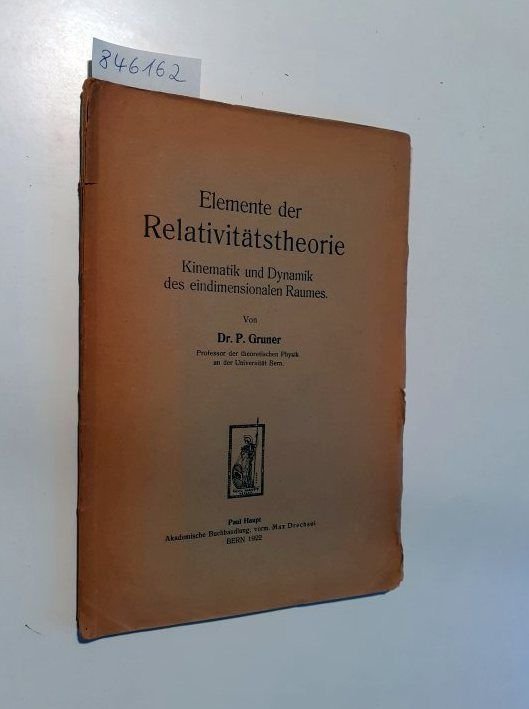 846162
Elemente der
Relativitätstheorie
Kinematik und Dynamik
des eindimensionalen Raumes.
Von
Dr. P. Gruner
Professor der theoretischen Physik
an der Universität Bern.
Paul Haupt
Akademische Buchhandlung vorm. Max Drechsel
BERN 1922